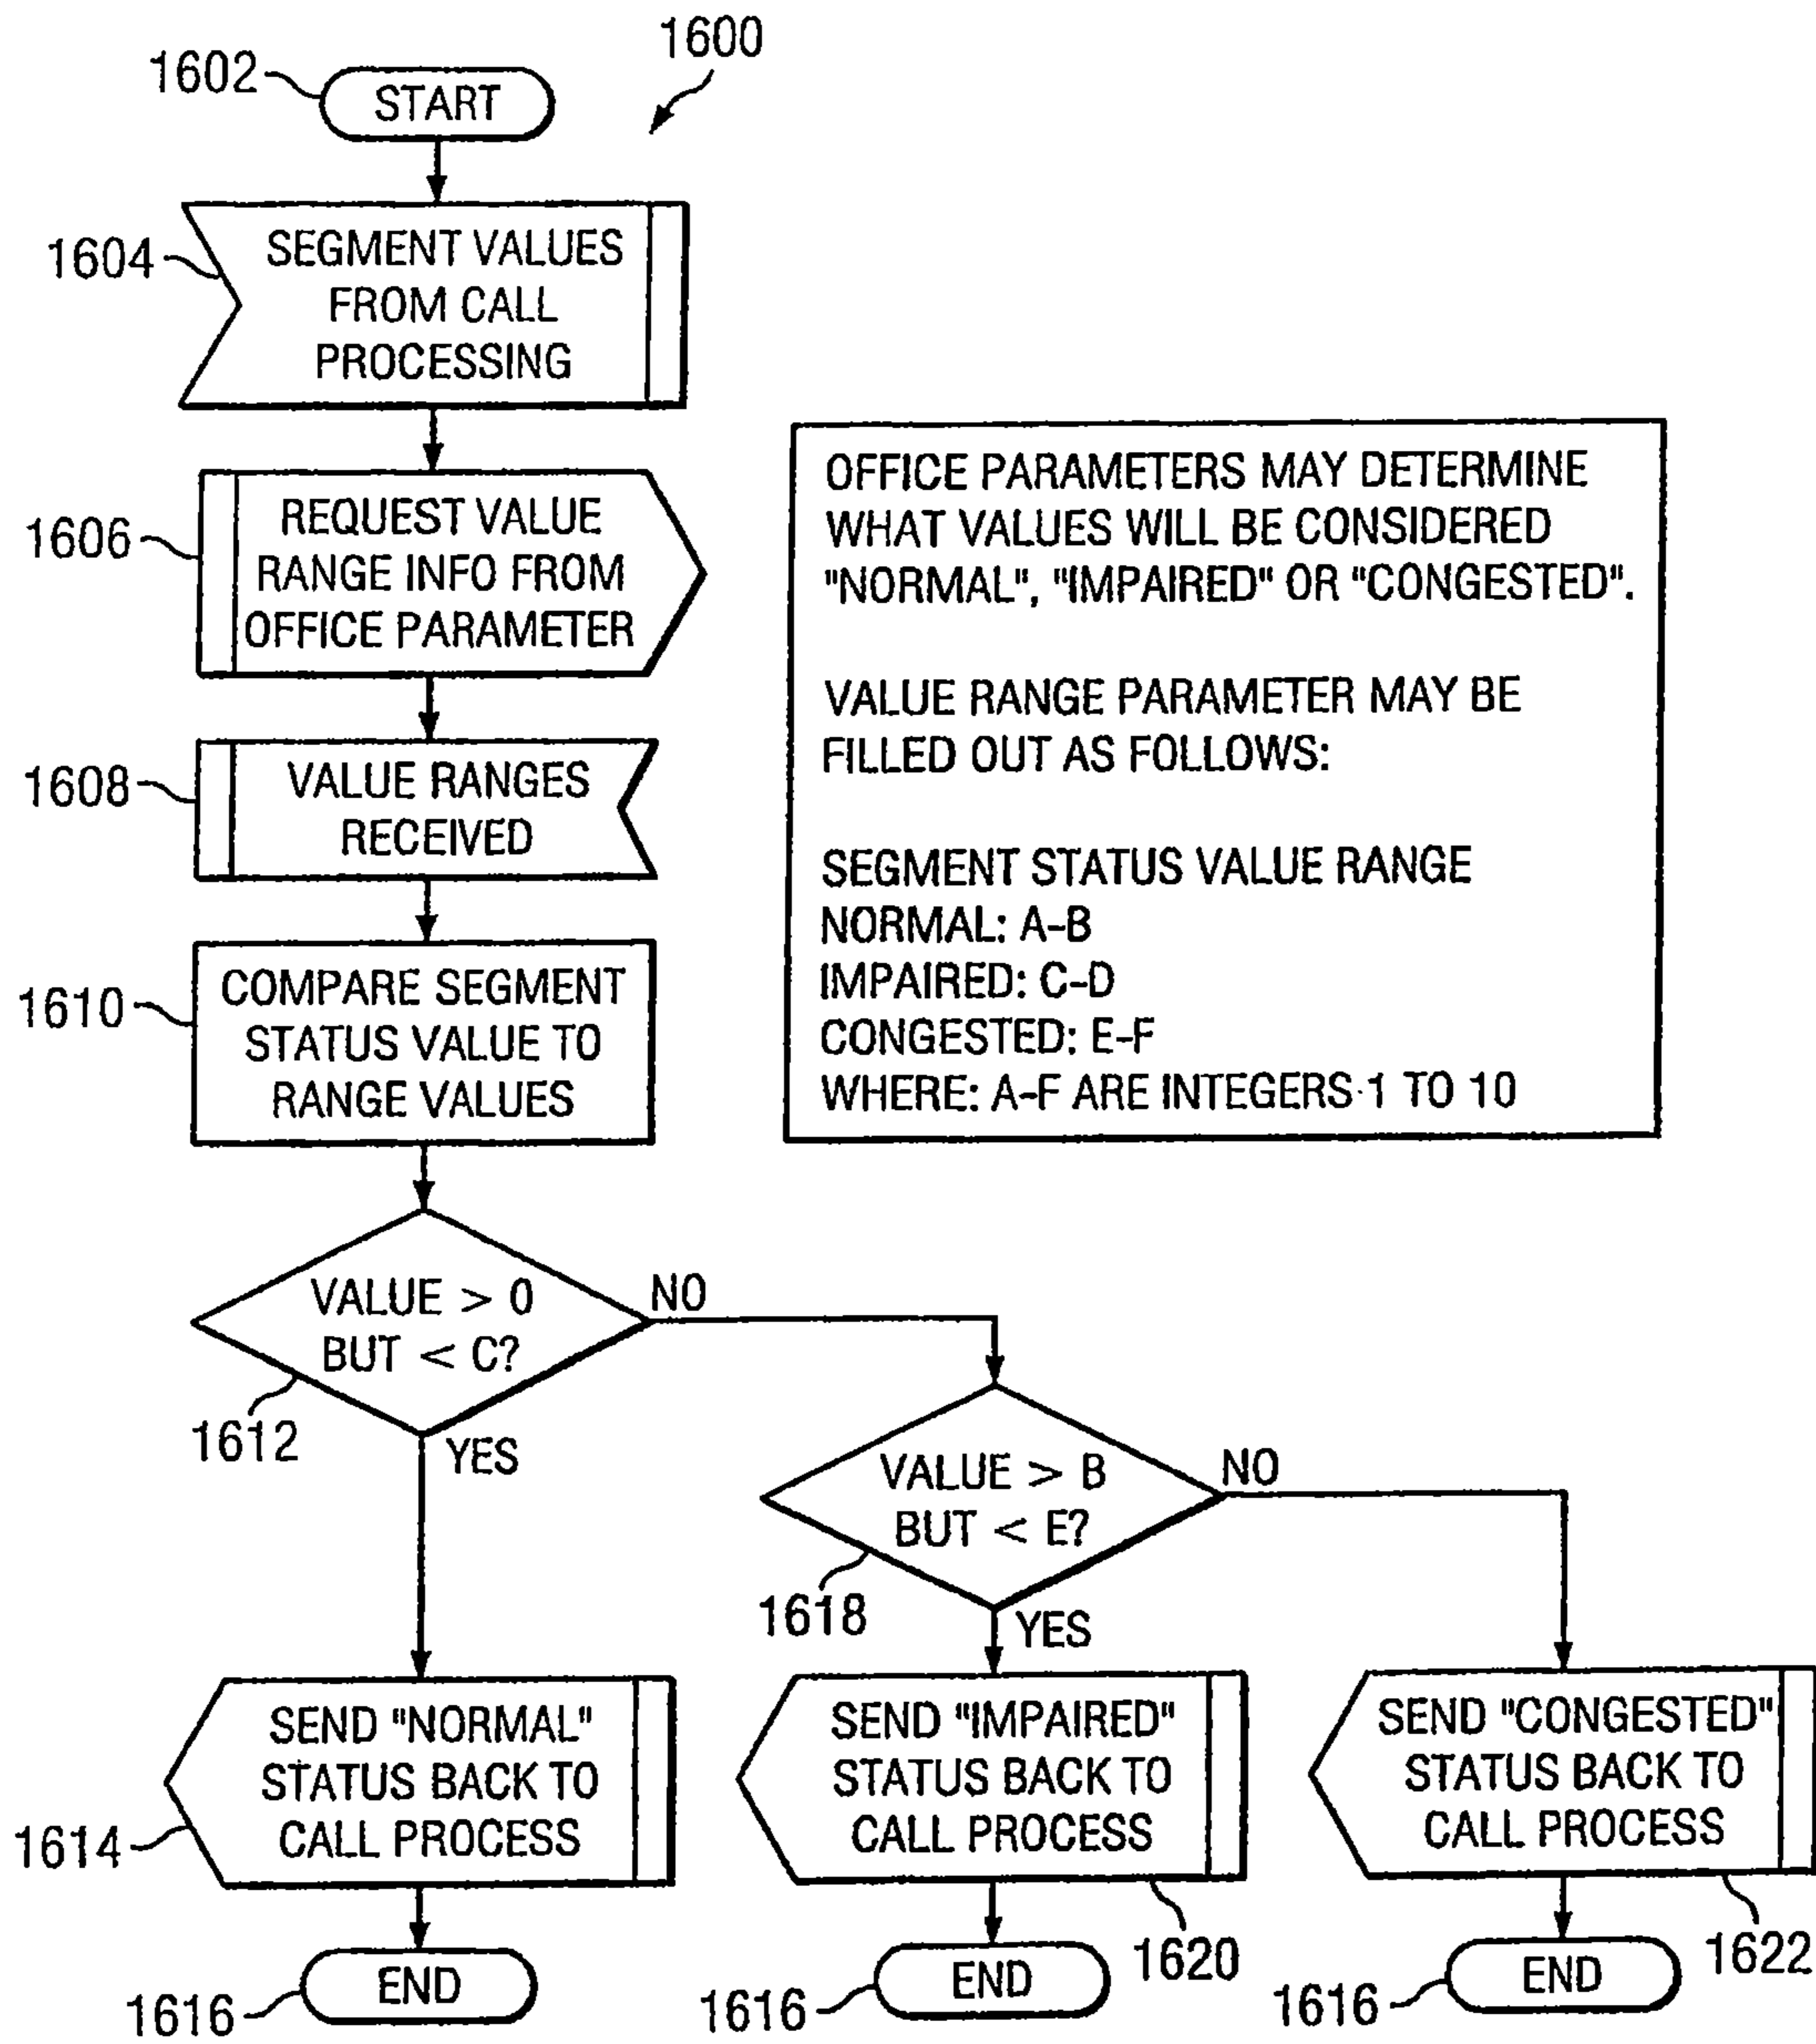 1600
1602
START
1604
SEGMENT VALUES
FROM CALL
PROCESSING
1606
REQUEST VALUE
RANGE INFO FROM
OFFICE PARAMETER
1608
VALUE RANGES
RECEIVED
1610
COMPARE SEGMENT
STATUS VALUE TO
RANGE VALUES
OFFICE PARAMETERS MAY DETERMINE
WHAT VALUES WILL BE CONSIDERED
"NORMAL", "IMPAIRED" OR "CONGESTED".
VALUE RANGE PARAMETER MAY BE
FILLED OUT AS FOLLOWS:
SEGMENT STATUS VALUE RANGE
NORMAL: A-B
IMPAIRED: C-D
CONGESTED: E-F
WHERE: A-F ARE INTEGERS 1 TO 10
VALUE > 0
BUT < C?
NO
1612
YES
VALUE > B
BUT < E?
NO
1618
YES
SEND "NORMAL"
STATUS BACK TO
CALL PROCESS
1614
SEND "IMPAIRED"
STATUS BACK TO
CALL PROCESS
1620
SEND "CONGESTED"
STATUS BACK TO
CALL PROCESS
1622
1616
END
1616
END
1616
END